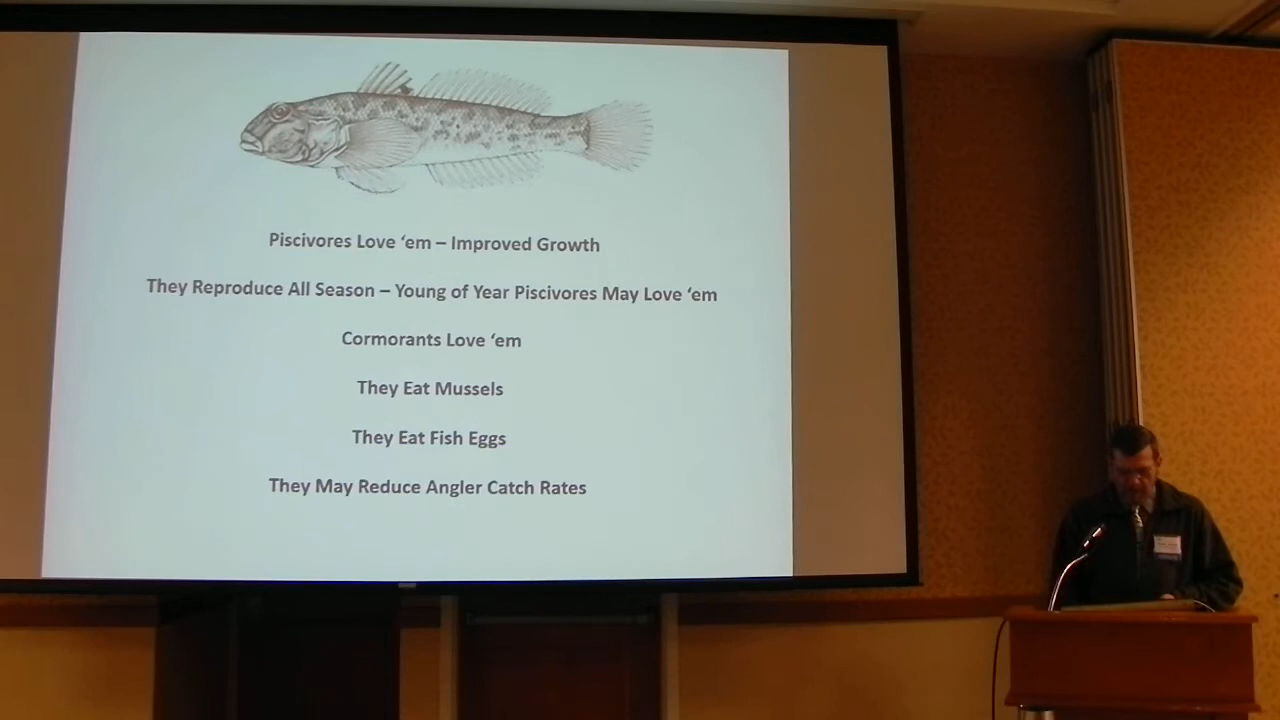 Piscivores Love ‘em – Improved Growth
They Reproduce All Season – Young of Year Piscivores May Love ‘em
Cormorants Love ‘em
They Eat Mussels
They Eat Fish Eggs
They May Reduce Angler Catch Rates